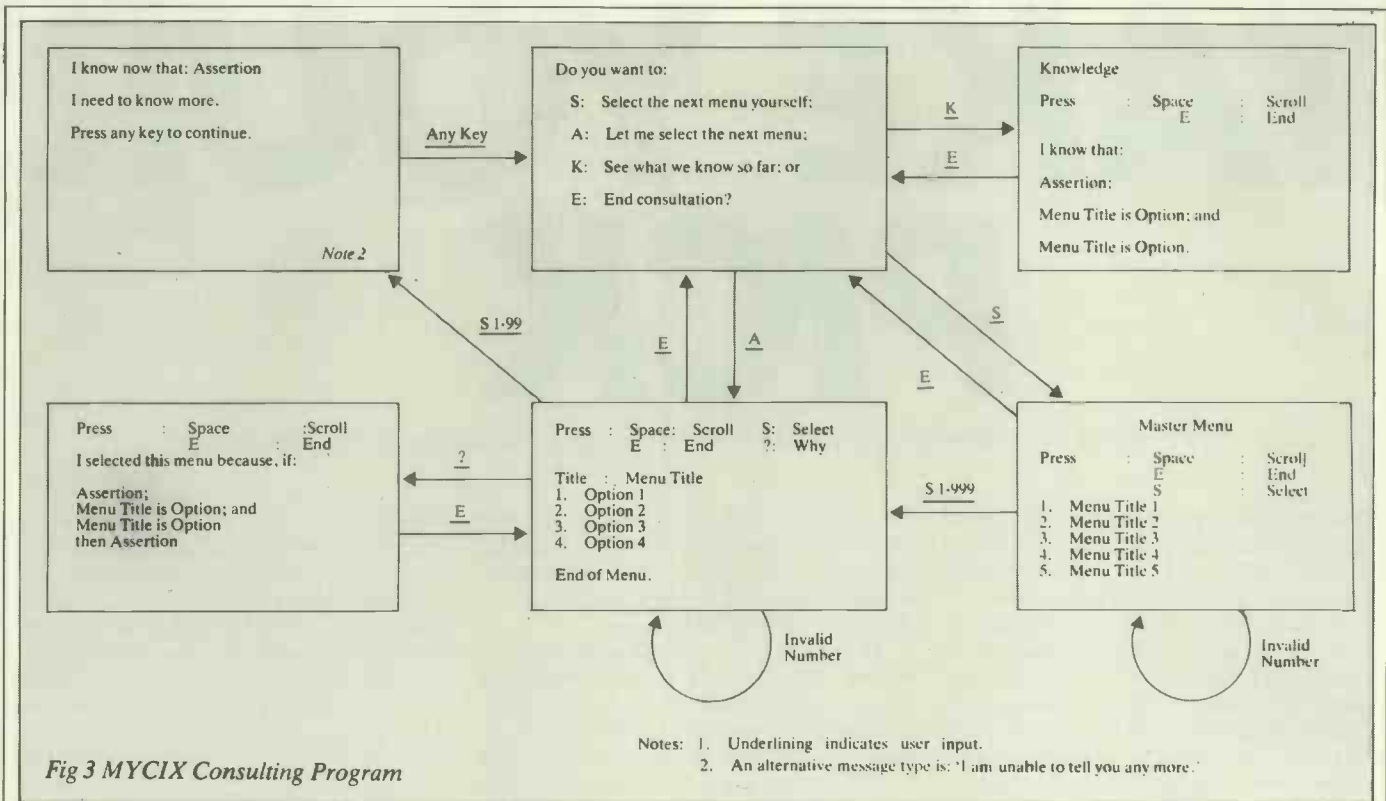 I know now that: Assertion
I need to know more.
Press any key to continue.
Note 2
Any Key
Do you want to:
S: Select the next menu yourself;
A: Let me select the next menu;
K: See what we know so far; or
E: End consultation?
K
E
Knowledge
Press : Space : Scroll
E : End
I know that:
Assertion;
Menu Title is Option; and
Menu Title is Option.
S 1-99
E
A
S
E
Press : Space :Scroll
E : End
I selected this menu because, if:
Assertion;
Menu Title is Option; and
Menu Title is Option
then Assertion
?
E
Press : Space: Scroll S: Select
E : End ?: Why
Title : Menu Title
1. Option 1
2. Option 2
3. Option 3
4. Option 4
End of Menu.
S 1-999
Master Menu
Press : Space : Scroll
E : End
S : Select
1. Menu Title 1
2. Menu Title 2
3. Menu Title 3
4. Menu Title 4
5. Menu Title 5
Invalid
Number
Invalid
Number
Notes: 1. Underlining indicates user input.
2. An alternative message type is: 'I am unable to tell you any more.'
Fig 3 MYCIX Consulting Program